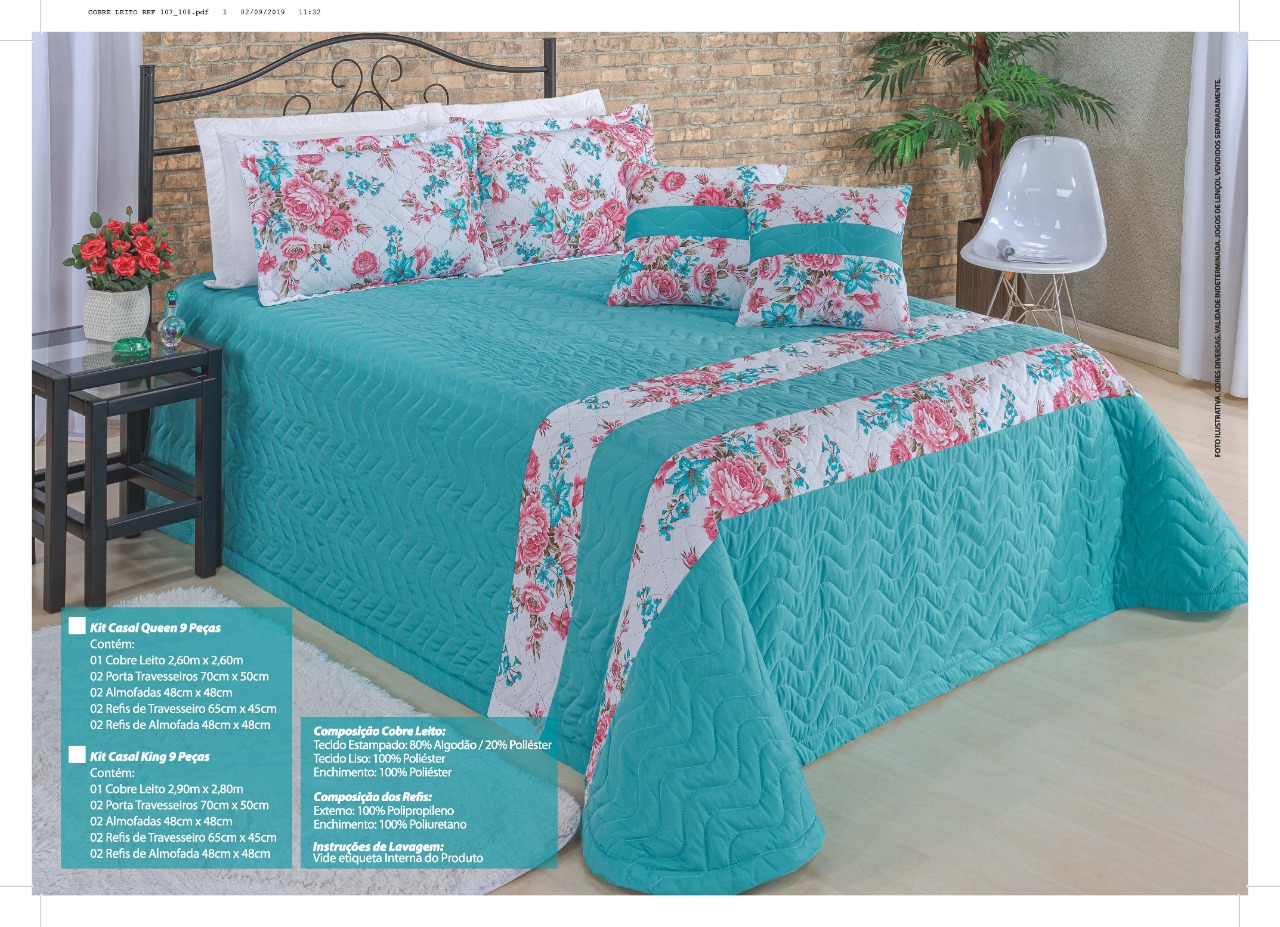 COBRE LEITO REF 107_108.pdf 1 02/09/2019 11:32
FOTO ILUSTRATIVA. CORES DIVERSAS. VALIDADE INDETERMINADA. JOGOS DE LENÇOL VENDIDOS SEPARADAMENTE.
Kit Casal Queen 9 Peças
Contém:
01 Cobre Leito 2,60m x 2,60m
02 Porta Travesseiros 70cm x 50cm
02 Almofadas 48cm x 48cm
02 Refis de Travesseiro 65cm x 45cm
02 Refis de Almofada 48cm x 48cm
Kit Casal King 9 Peças
Contém:
01 Cobre Leito 2,90m x 2,80m
02 Porta Travesseiros 70cm x 50cm
02 Almofadas 48cm x 48cm
02 Refis de Travesseiro 65cm x 45cm
02 Refis de Almofada 48cm x 48cm
Composição Cobre Leito:
Tecido Estampado: 80% Algodão / 20% Poliéster
Tecido Liso: 100% Poliéster
Enchimento: 100% Poliéster
Composição dos Refis:
Externo: 100% Polipropileno
Enchimento: 100% Poliuretano
Instruções de Lavagem:
Vide etiqueta Interna do Produto